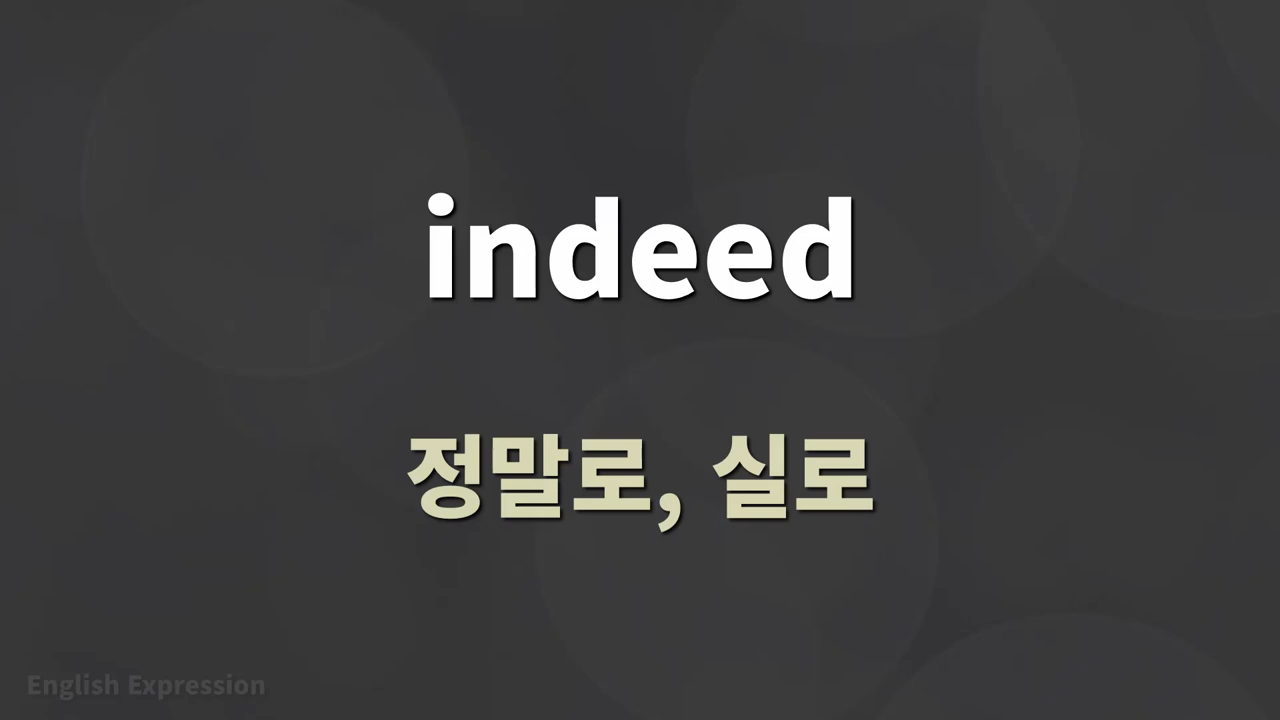 indeed
정말로, 실로
English Expression